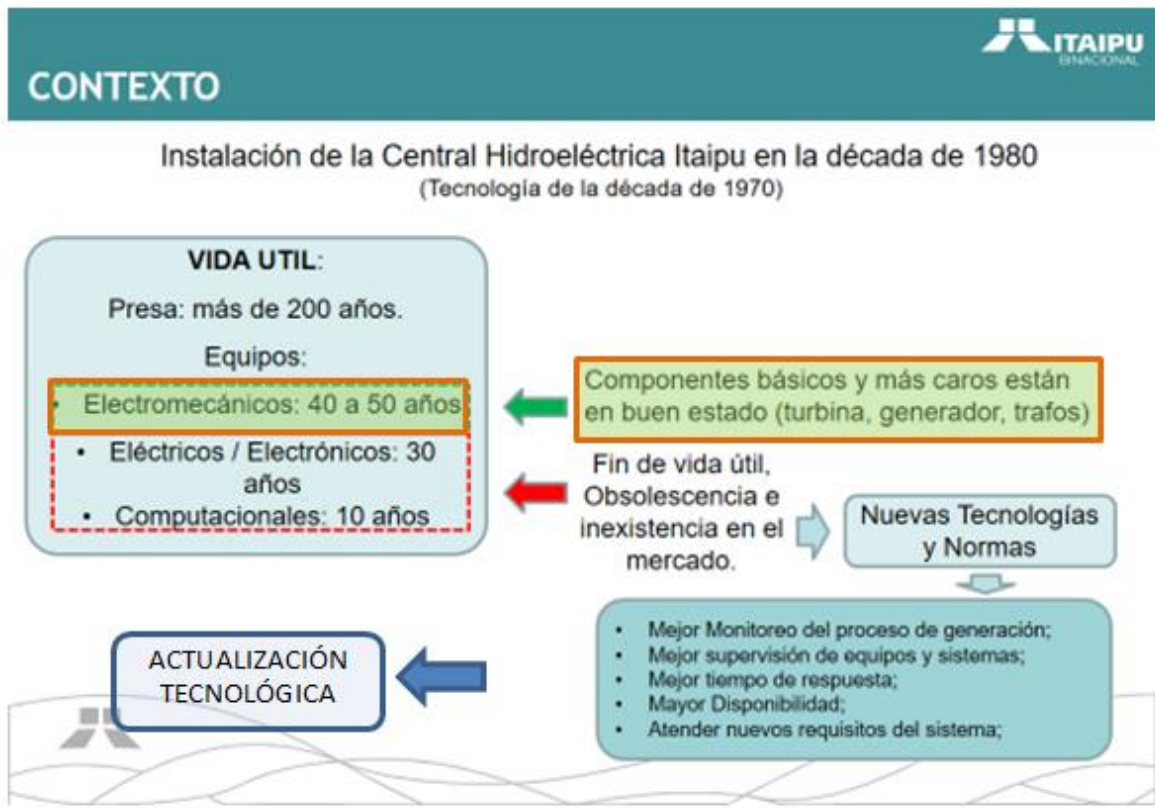 ITAIPU
BINACIONAL
CONTEXTO
Instalación de la Central Hidroeléctrica Itaipu en la década de 1980
(Tecnología de la década de 1970)
VIDA UTIL:
Presa: más de 200 años.
Equipos:
• Electromecánicos: 40 a 50 años
• Eléctricos / Electrónicos: 30
años
• Computacionales: 10 años
Componentes básicos y más caros están
en buen estado (turbina, generador, trafos)
Fin de vida útil,
Obsolescencia e
inexistencia en el
mercado.
Nuevas Tecnologías
y Normas
• Mejor Monitoreo del proceso de generación;
• Mejor supervisión de equipos y sistemas;
• Mejor tiempo de respuesta;
• Mayor Disponibilidad;
• Atender nuevos requisitos del sistema;
ACTUALIZACIÓN
TECNOLÓGICA